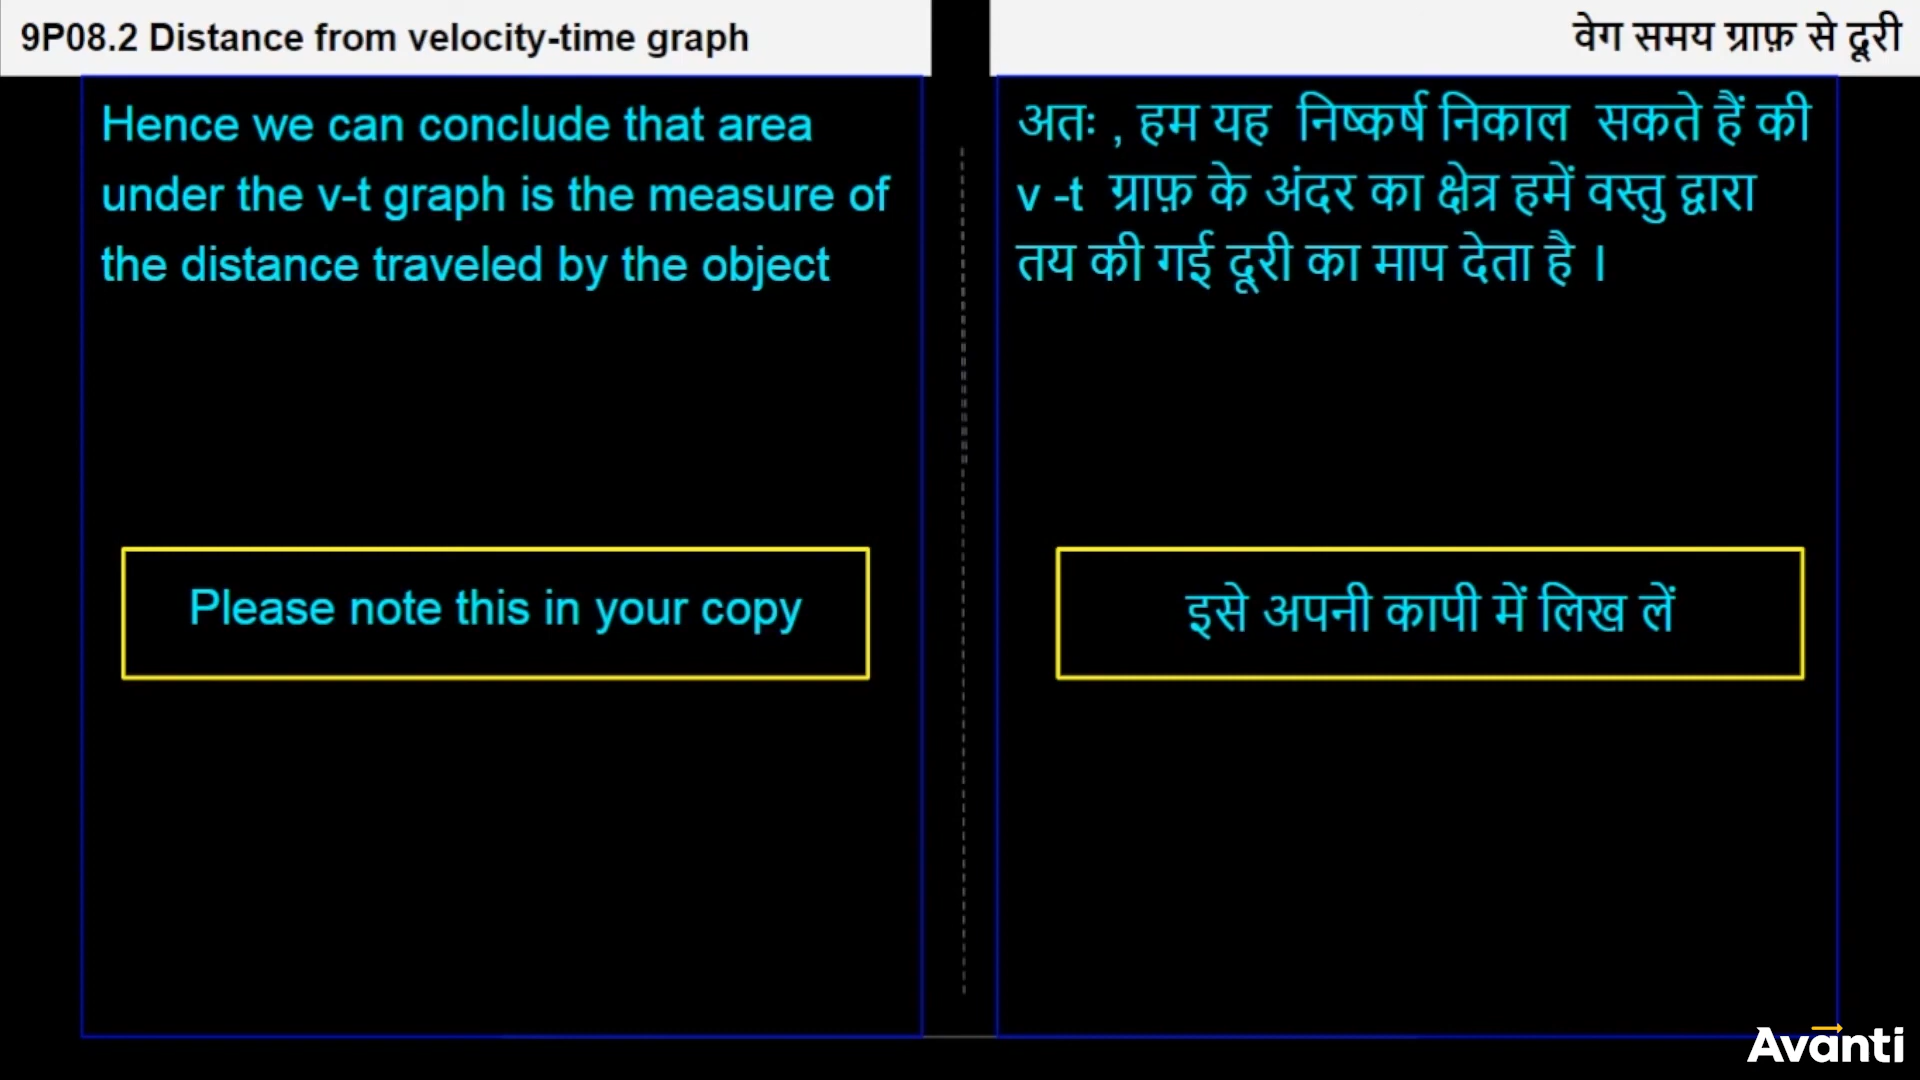 9P08.2 Distance from velocity-time graph
वेग समय ग्राफ़ से दूरी
Hence we can conclude that area
under the v-t graph is the measure of
the distance traveled by the object
Please note this in your copy
अतः , हम यह निष्कर्ष निकाल सकते हैं की
v -t ग्राफ़ के अंदर का क्षेत्र हमें वस्तु द्वारा
तय की गई दूरी का माप देता है ।
इसे अपनी कापी में लिख लें
Avanti